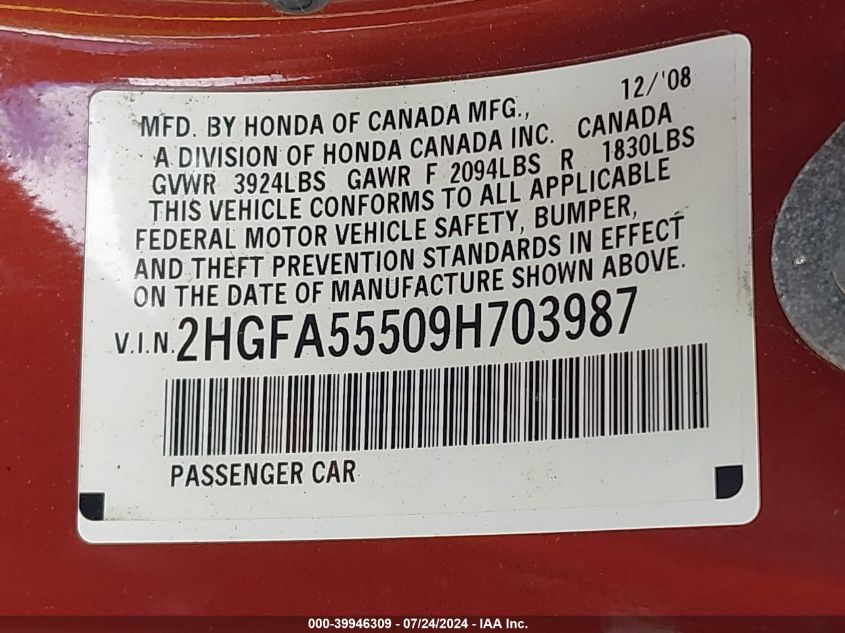 12/'08
MFD. BY HONDA OF CANADA MFG.,
A DIVISION OF HONDA CANADA INC. CANADA
GVWR 3924LBS GAWR F 2094LBS R 1830LBS
THIS VEHICLE CONFORMS TO ALL APPLICABLE
FEDERAL MOTOR VEHICLE SAFETY, BUMPER,
AND THEFT PREVENTION STANDARDS IN EFFECT
ON THE DATE OF MANUFACTURE SHOWN ABOVE.
V.I.N. 2HGFA55509H703987
PASSENGER CAR
000-39946309 - 07/24/2024 - IAA Inc.